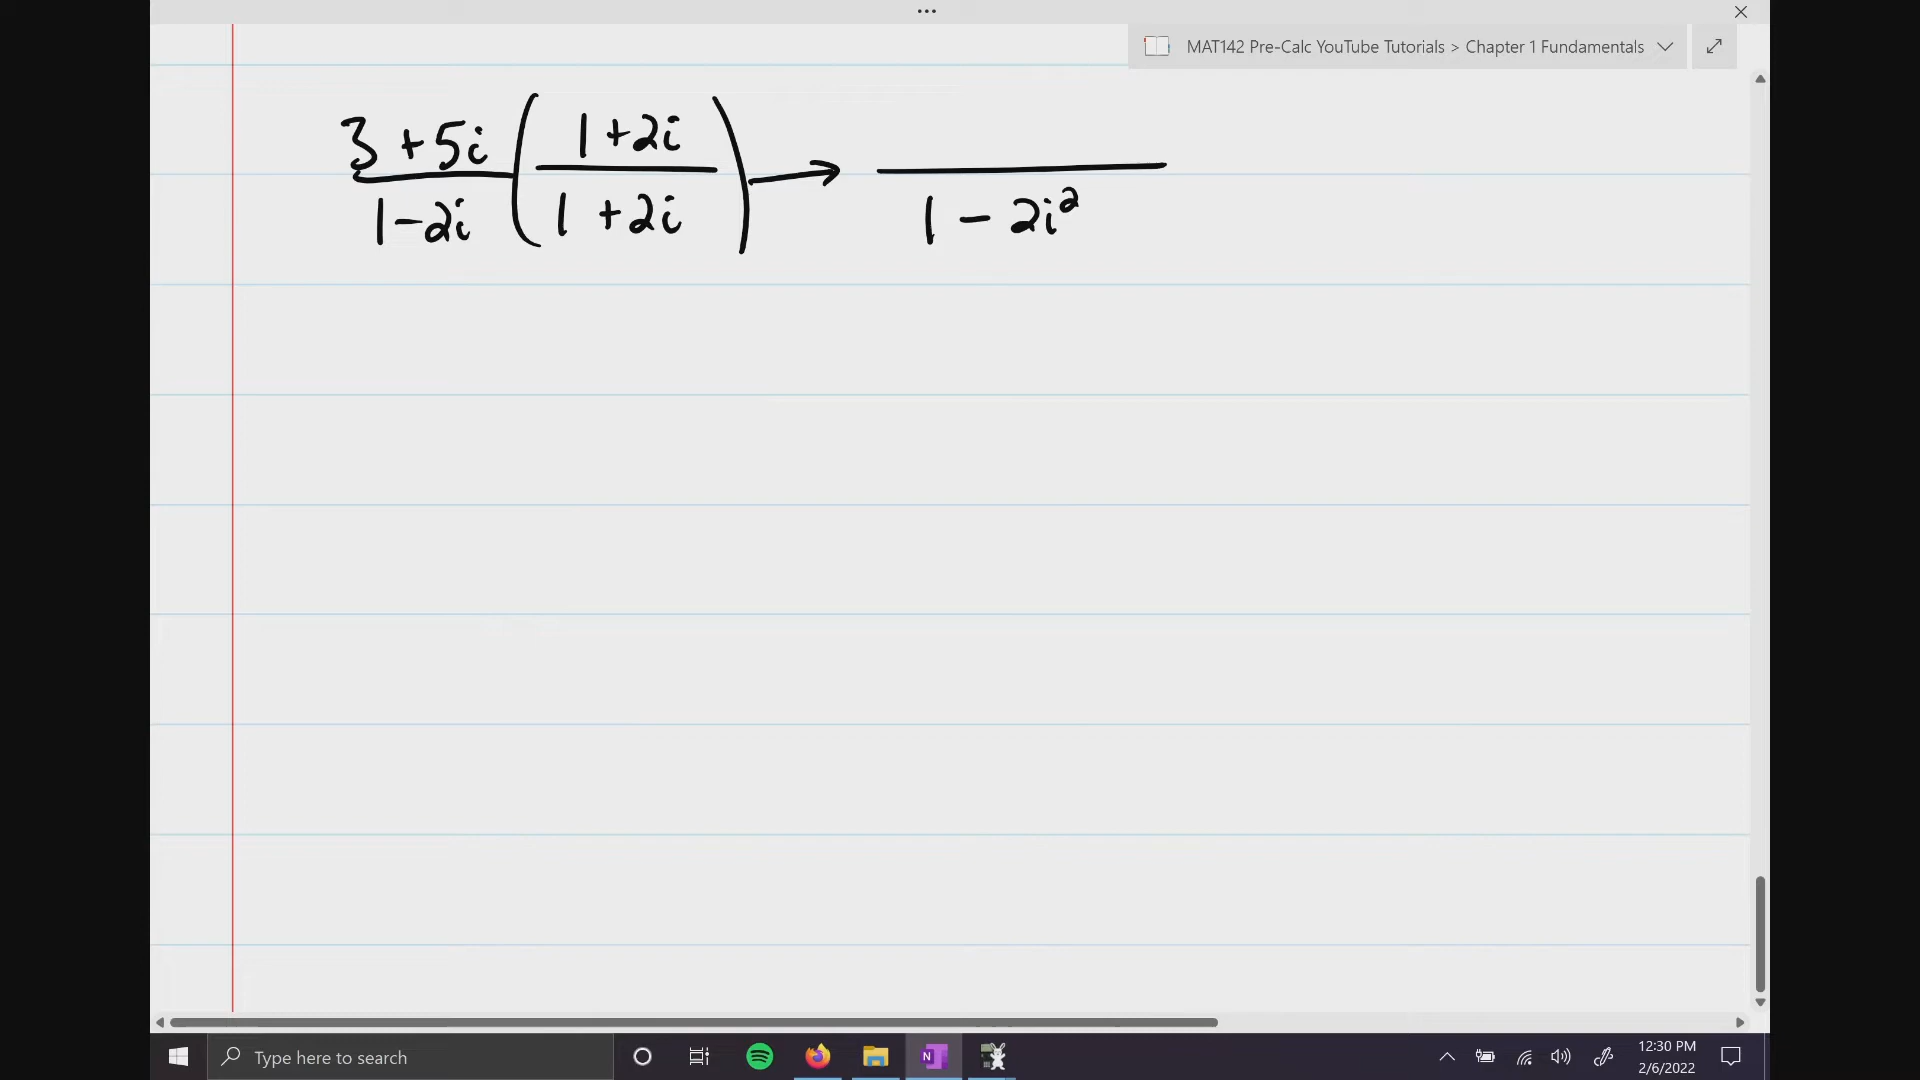 ...
MAT142 Pre-Calc YouTube Tutorials > Chapter 1 Fundamentals
3 + 5i ( 1 + 2i ) →
1 - 2i ( 1 + 2i ) 1 - 2i²
Type here to search
N
12:30 PM
2/6/2022